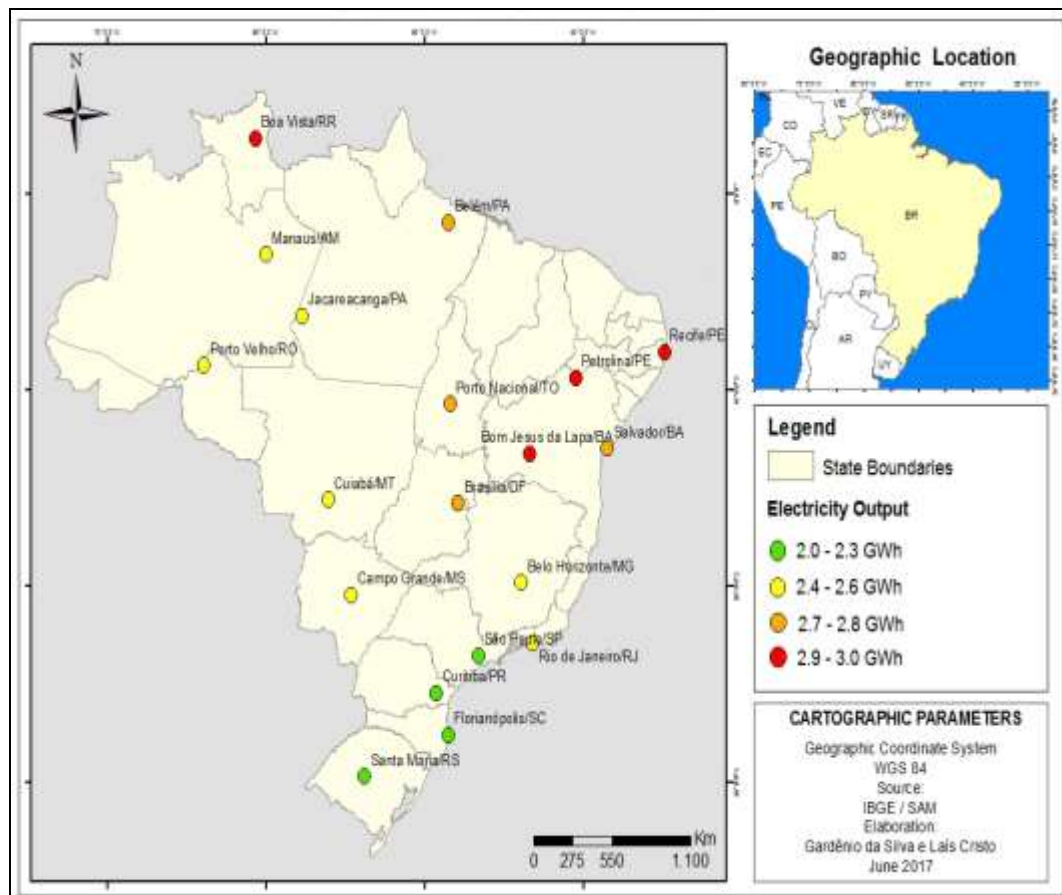 N
Boa Vista/RR
Belém/PA
Manaus/AM
Jacareacanga/PA
Porto Velho/RO
Recife/PE
Petrolina/PE
Porto Nacional/TO
Bom Jesus da Lapa/BA
Salvador/BA
Cuiabá/MT
Brasília/DF
Campo Grande/MS
Belo Horizonte/MG
São Paulo/SP
Rio de Janeiro/RJ
Curitiba/PR
Florianópolis/SC
Santa Maria/RS
Km
0 275 550 1.100
Geographic Location
VE
CO
EC
PE
BR
BO
AR
UY
Legend
State Boundaries
Electricity Output
2.0 - 2.3 GWh
2.4 - 2.6 GWh
2.7 - 2.8 GWh
2.9 - 3.0 GWh
CARTOGRAPHIC PARAMETERS
Geographic Coordinate System
WGS 84
Source:
IBGE / SAM
Elaboration
Gardênio da Silva e Laís Cristo
June 2017